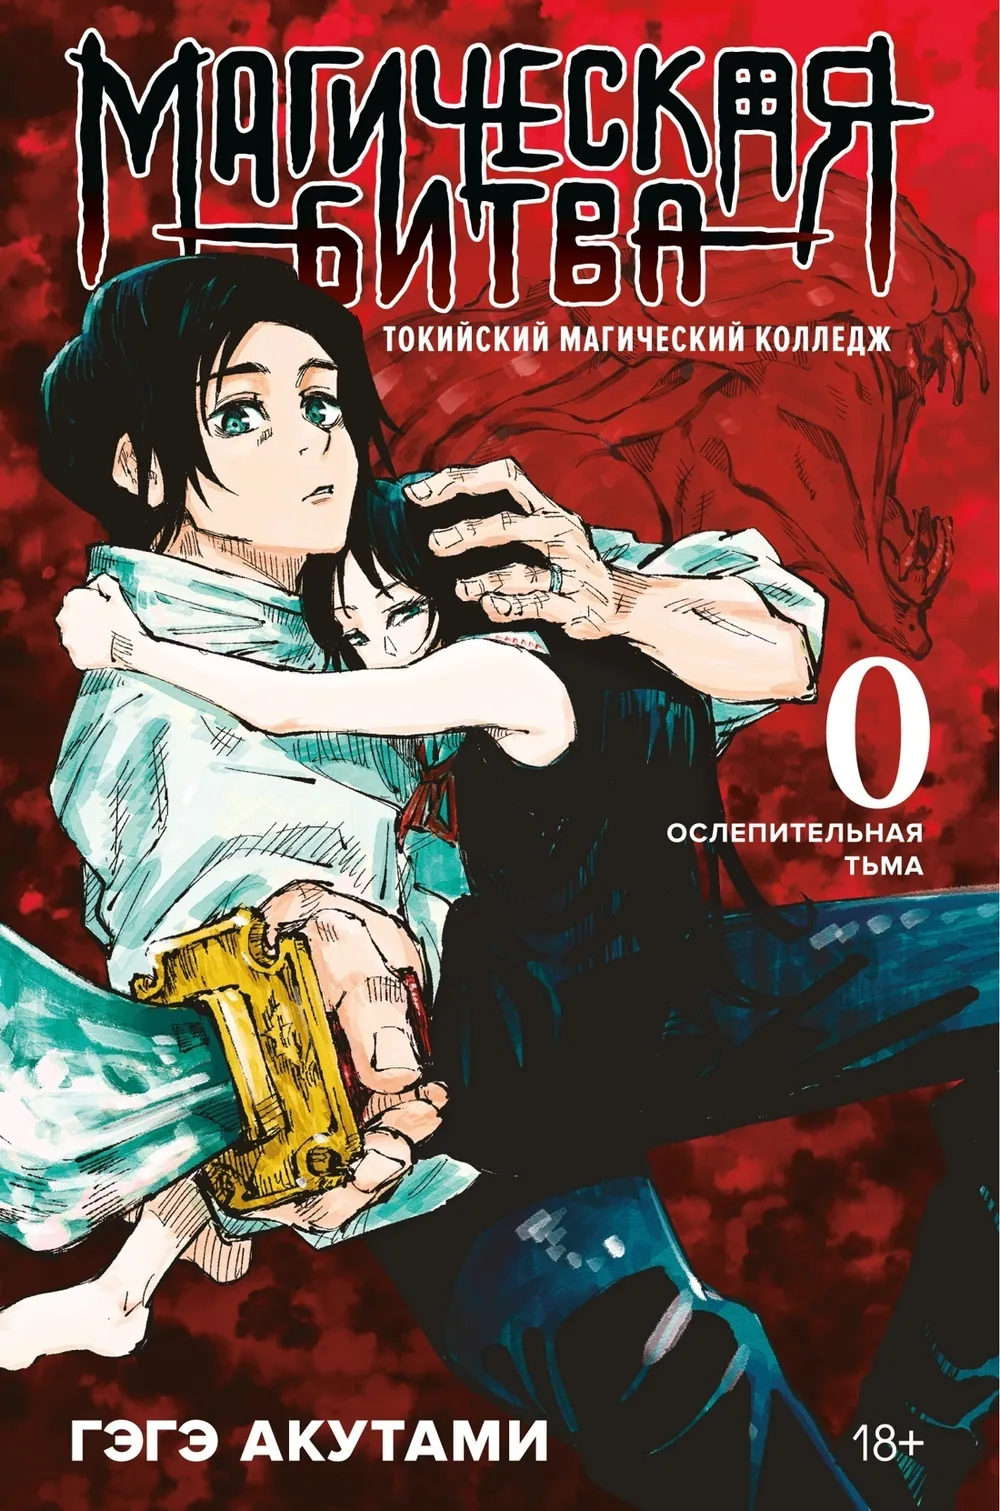 МАГИЧЕСКАЯ
БИТВА
ТОКИЙСКИЙ МАГИЧЕСКИЙ КОЛЛЕДЖ
0
ОСЛЕПИТЕЛЬНАЯ
ТЬМА
ГЭГЭ АКУТАМИ
18+